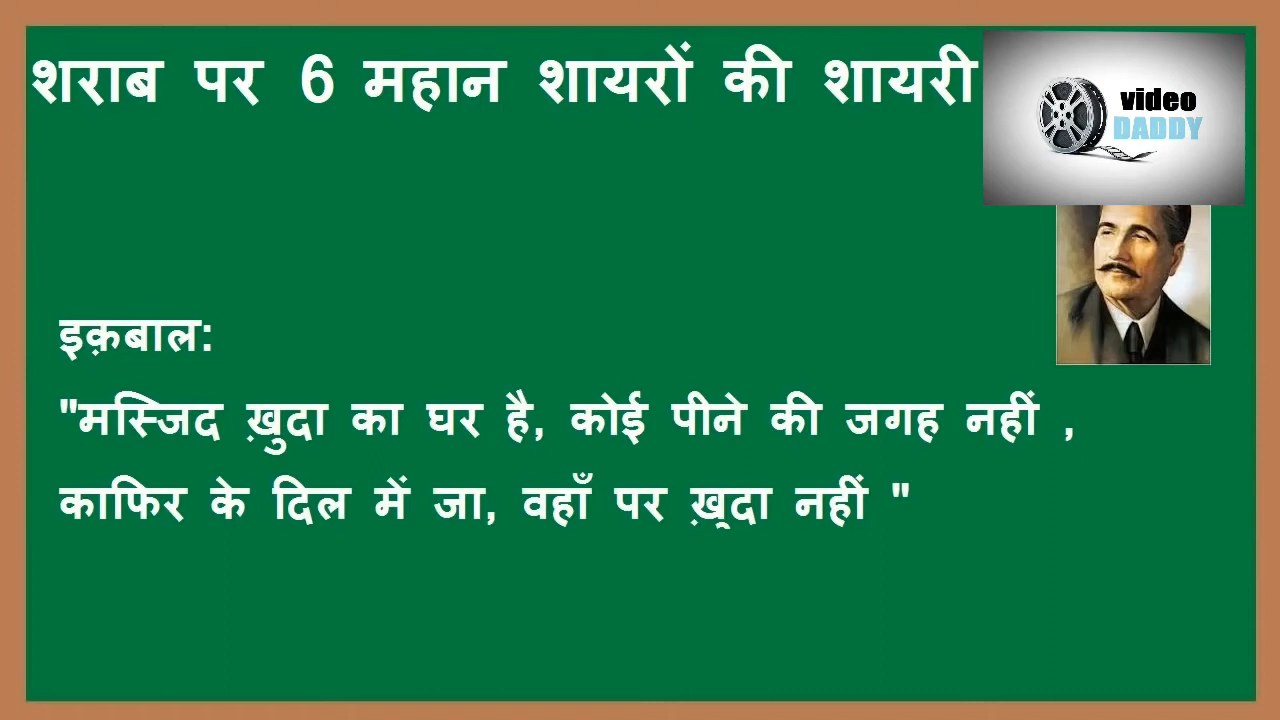 शराब पर 6 महान शायरों की शायरी
video
DADDY
इक़बाल:
"मस्जिद ख़ुदा का घर है, कोई पीने की जगह नहीं ,
काफिर के दिल में जा, वहाँ पर ख़ुदा नहीं "